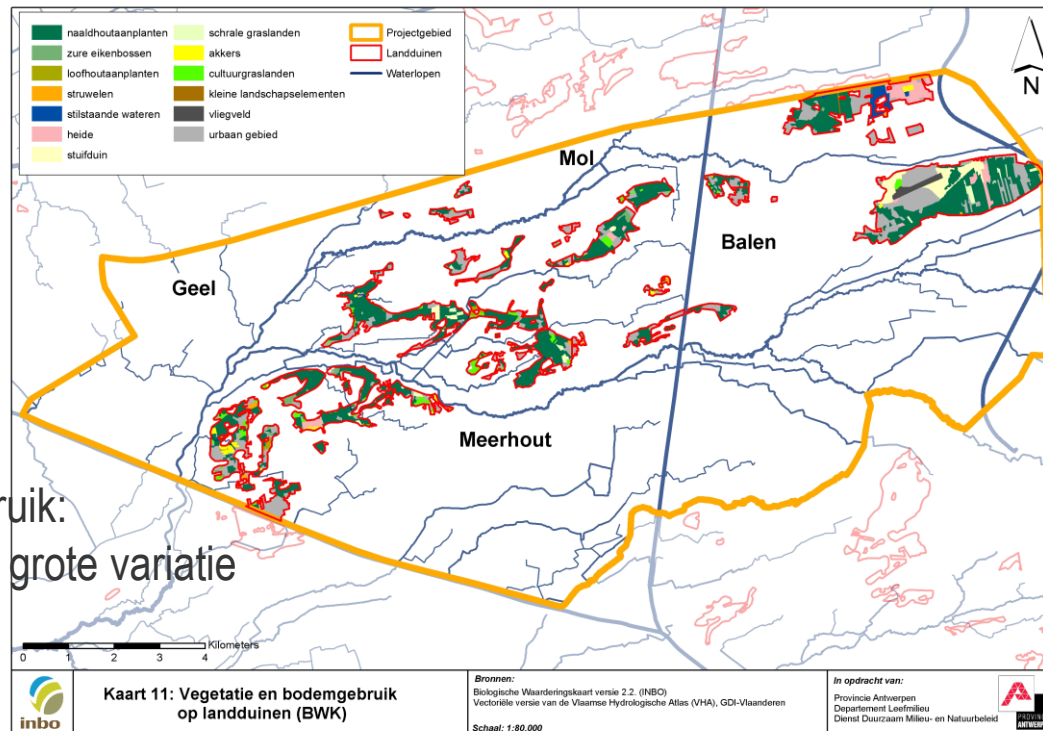 naaldhoutaanplanten
zure eikenbossen
loofhoutaanplanten
struwelen
stilstaande wateren
heide
stuifduin
schrale graslanden
akkers
cultuurgraslanden
kleine landschapselementen
vliegveld
urbaan gebied
Projectgebied
Landduinen
Waterlopen
N
Mol
Balen
Geel
Meerhout
ruik:
grote variatie
Kilometers
0 1 2 3 4
inbo
Kaart 11: Vegetatie en bodemgebruik
op landduinen (BWK)
Bronnen:
Biologische Waarderingskaart versie 2.2. (INBO)
Vectoriële versie van de Vlaamse Hydrologische Atlas (VHA), GDI-Vlaanderen
Schaal: 1:80.000
In opdracht van:
Provincie Antwerpen
Departement Leefmilieu
Dienst Duurzaam Milieu- en Natuurbeleid